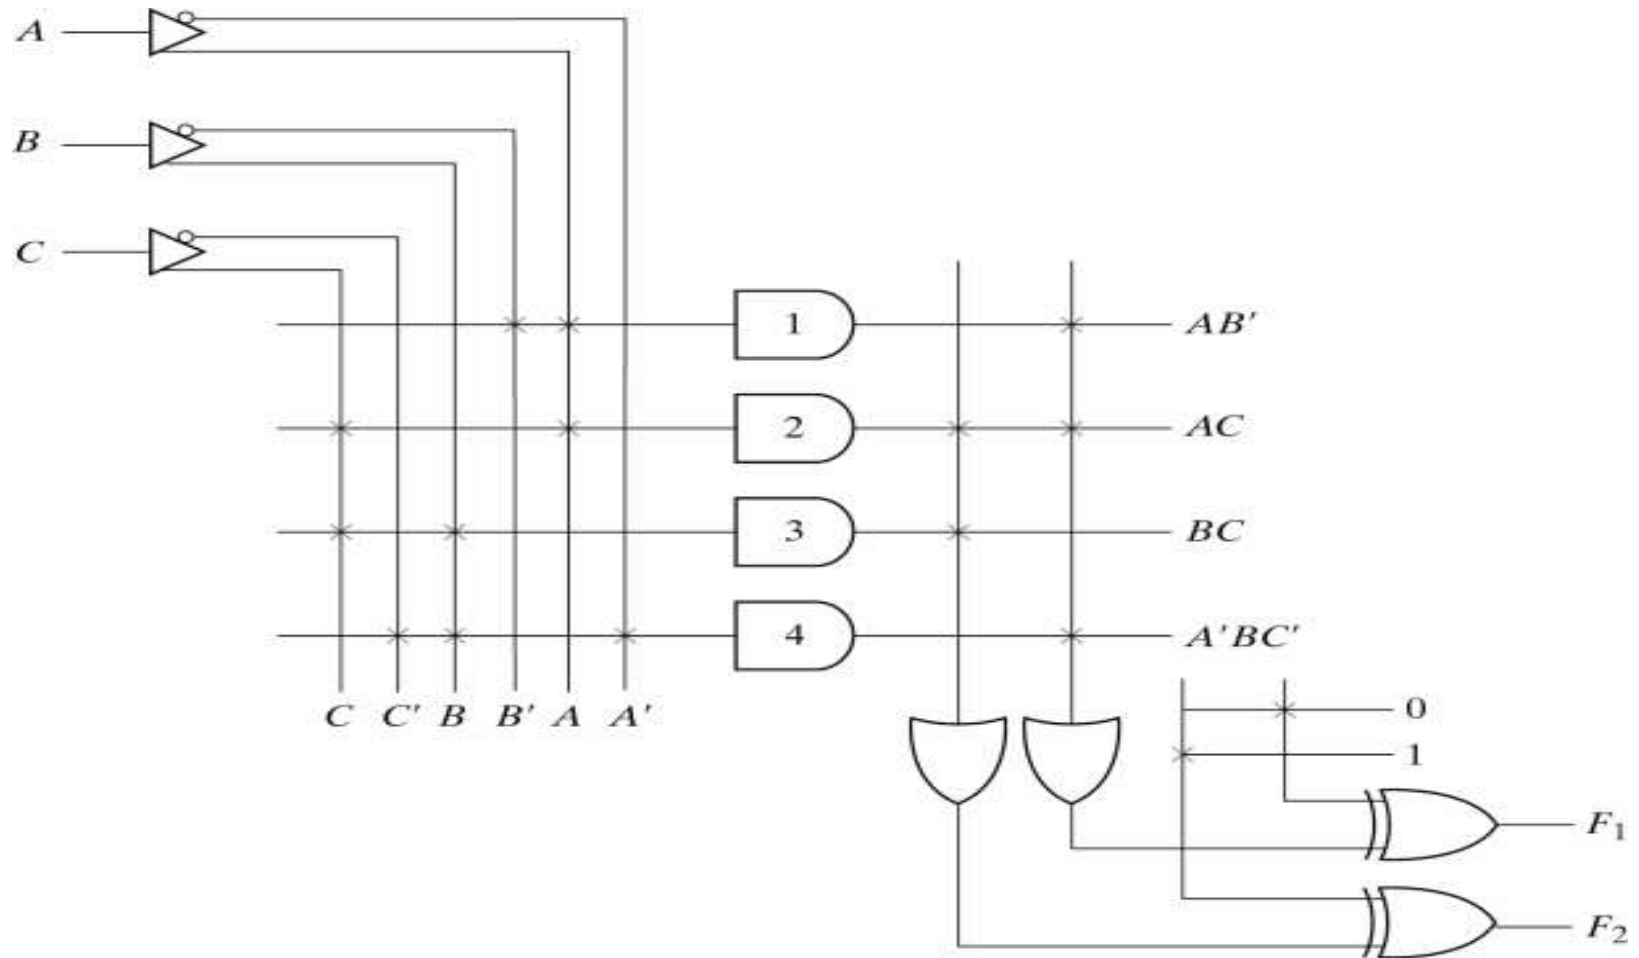 A
B
C
1 AB′
2 AC
3 BC
4 A′BC′
C C′ B B′ A A′
0
1
F₁
F₂